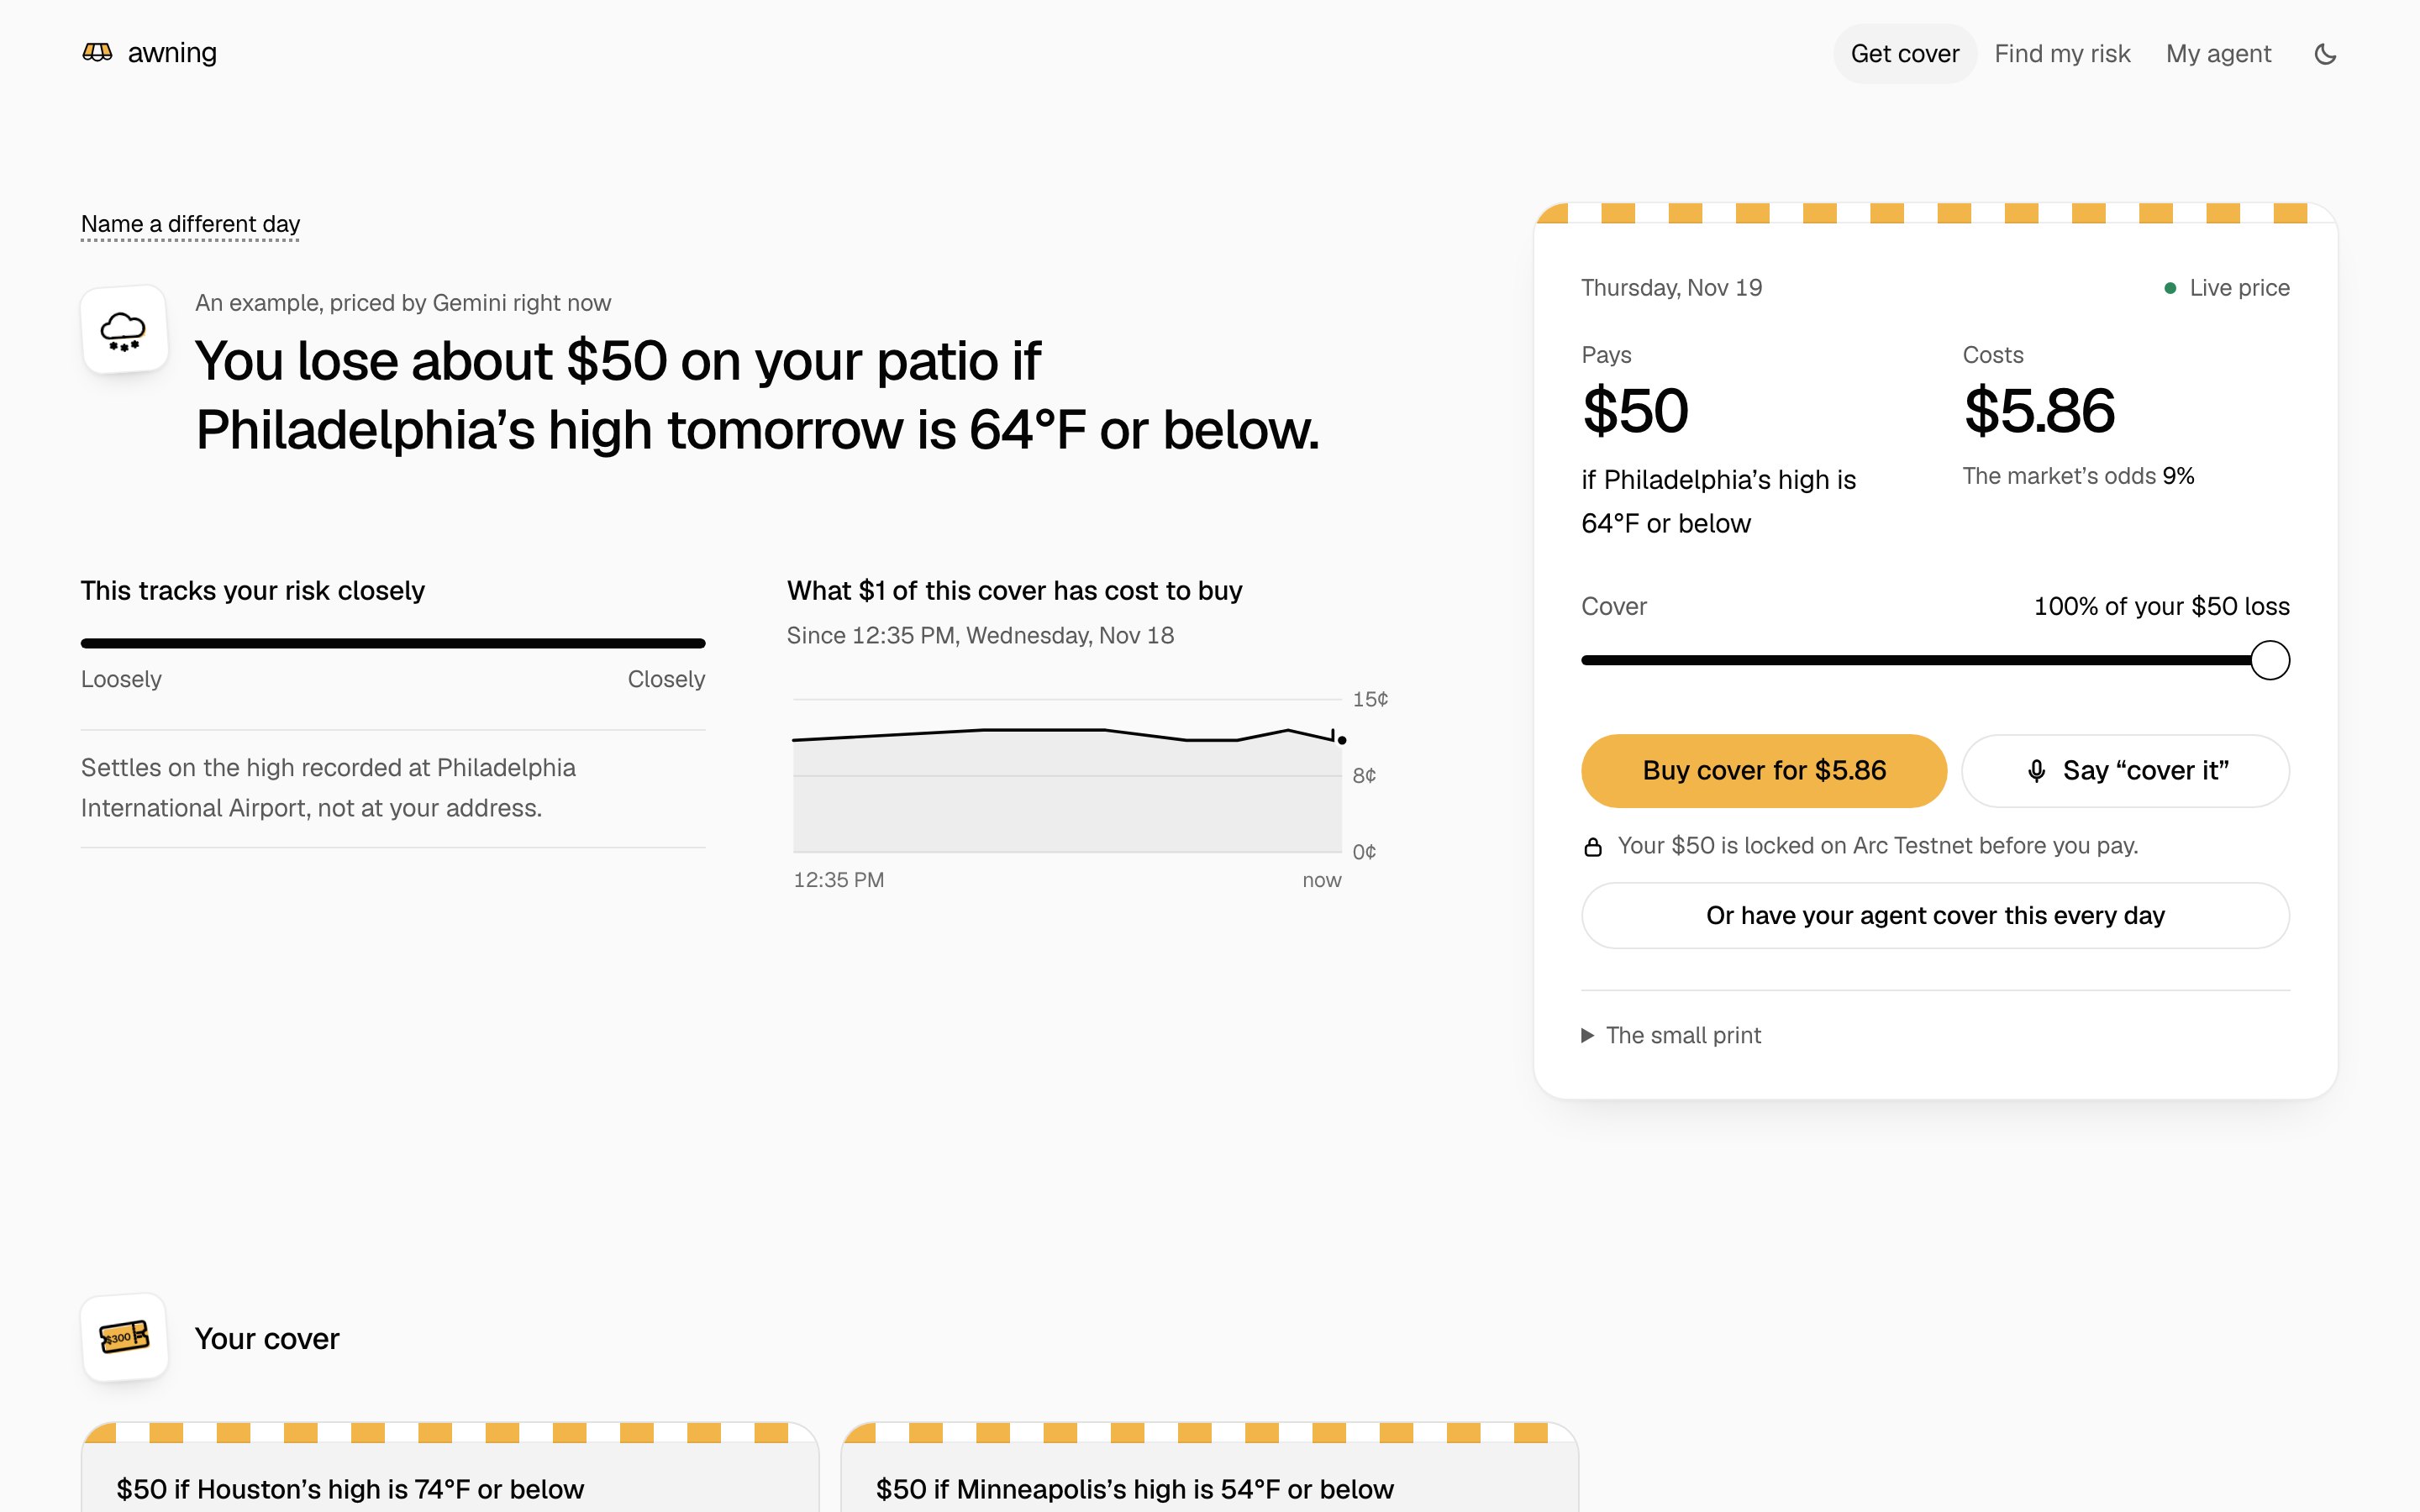 awning
Get cover
Find my risk
My agent
Name a different day
An example, priced by Gemini right now
You lose about $50 on your patio if
Philadelphia’s high tomorrow is 64°F or below.
This tracks your risk closely
Loosely
Closely
Settles on the high recorded at Philadelphia
International Airport, not at your address.
What $1 of this cover has cost to buy
Since 12:35 PM, Wednesday, Nov 18
15¢
8¢
0¢
12:35 PM
now
Thursday, Nov 19
Live price
Pays
$50
if Philadelphia’s high is
64°F or below
Costs
$5.86
The market’s odds 9%
Cover
100% of your $50 loss
Buy cover for $5.86
Say “cover it”
Your $50 is locked on Arc Testnet before you pay.
Or have your agent cover this every day
The small print
$300
Your cover
$50 if Houston’s high is 74°F or below
$50 if Minneapolis’s high is 54°F or below